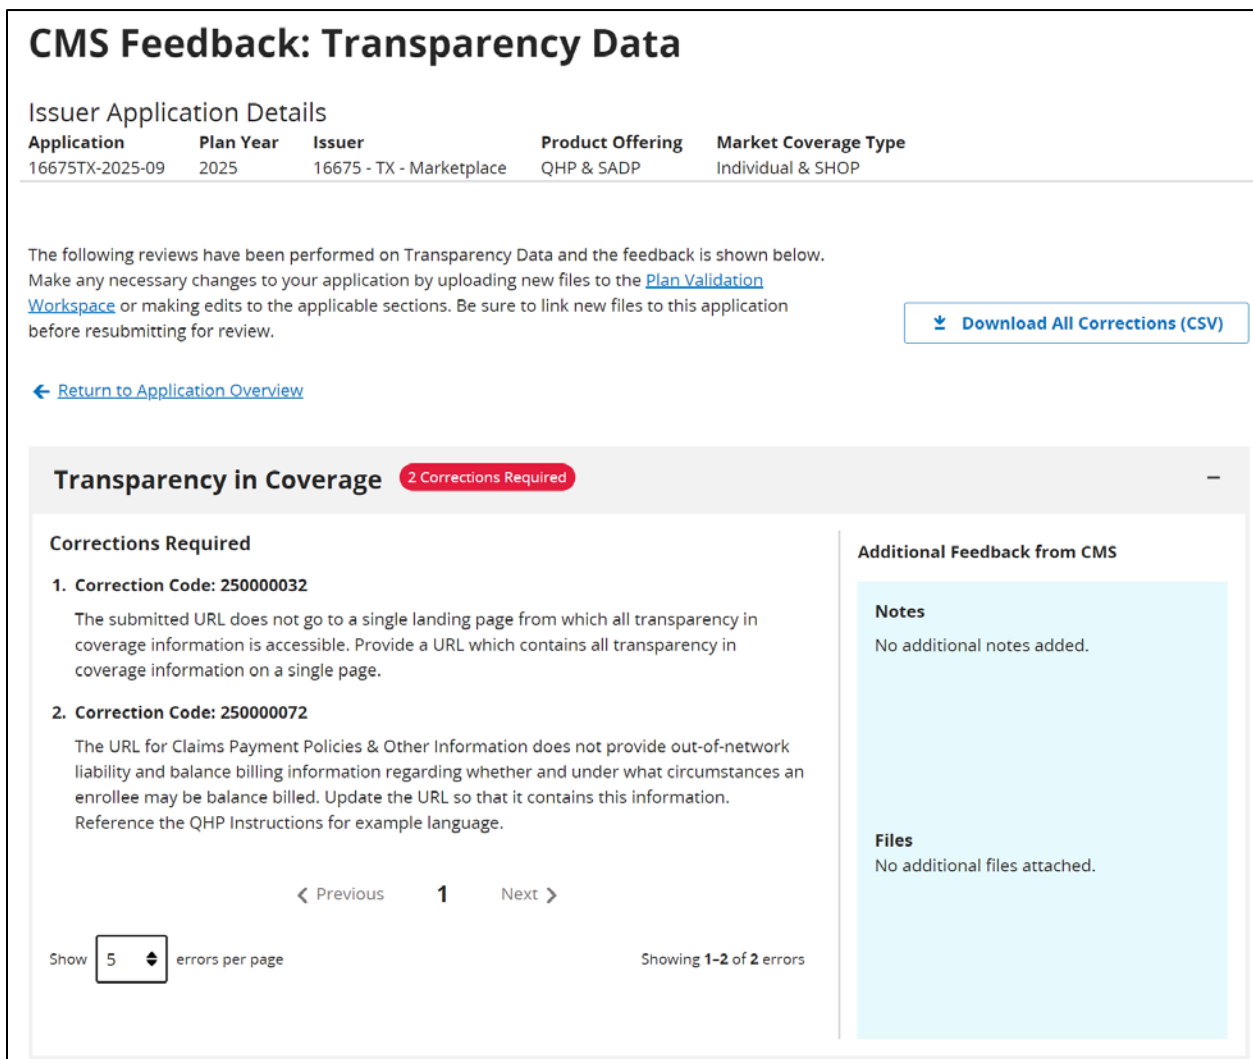 CMS Feedback: Transparency Data
Issuer Application Details
Application Plan Year Issuer Product Offering Market Coverage Type
16675TX-2025-09 2025 16675 - TX - Marketplace QHP & SADP Individual & SHOP
The following reviews have been performed on Transparency Data and the feedback is shown below.
Make any necessary changes to your application by uploading new files to the Plan Validation
Workspace or making edits to the applicable sections. Be sure to link new files to this application
before resubmitting for review.
Download All Corrections (CSV)
Return to Application Overview
Transparency in Coverage 2 Corrections Required
Corrections Required
1. Correction Code: 250000032
The submitted URL does not go to a single landing page from which all transparency in
coverage information is accessible. Provide a URL which contains all transparency in
coverage information on a single page.
2. Correction Code: 250000072
The URL for Claims Payment Policies & Other Information does not provide out-of-network
liability and balance billing information regarding whether and under what circumstances an
enrollee may be balance billed. Update the URL so that it contains this information.
Reference the QHP Instructions for example language.
Previous 1 Next
Show 5 errors per page Showing 1–2 of 2 errors
Additional Feedback from CMS
Notes
No additional notes added.
Files
No additional files attached.